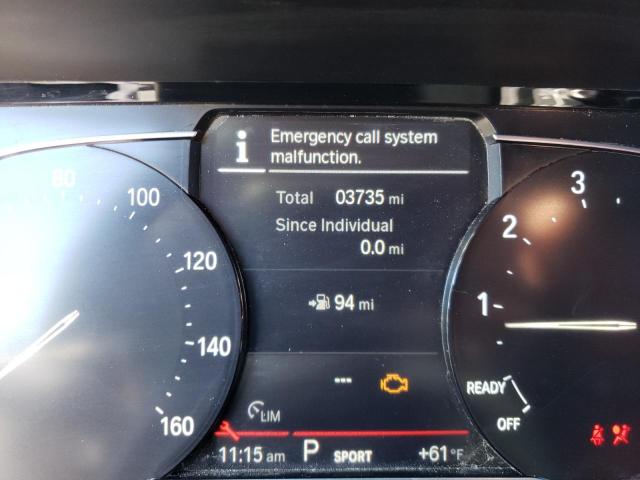 Emergency call system
malfunction.
Total 03735 mi
Since Individual
0.0 mi
94 mi
---
LIM
11:15 am P SPORT +61°F
80
100
120
140
160
3
2
1
READY
OFF